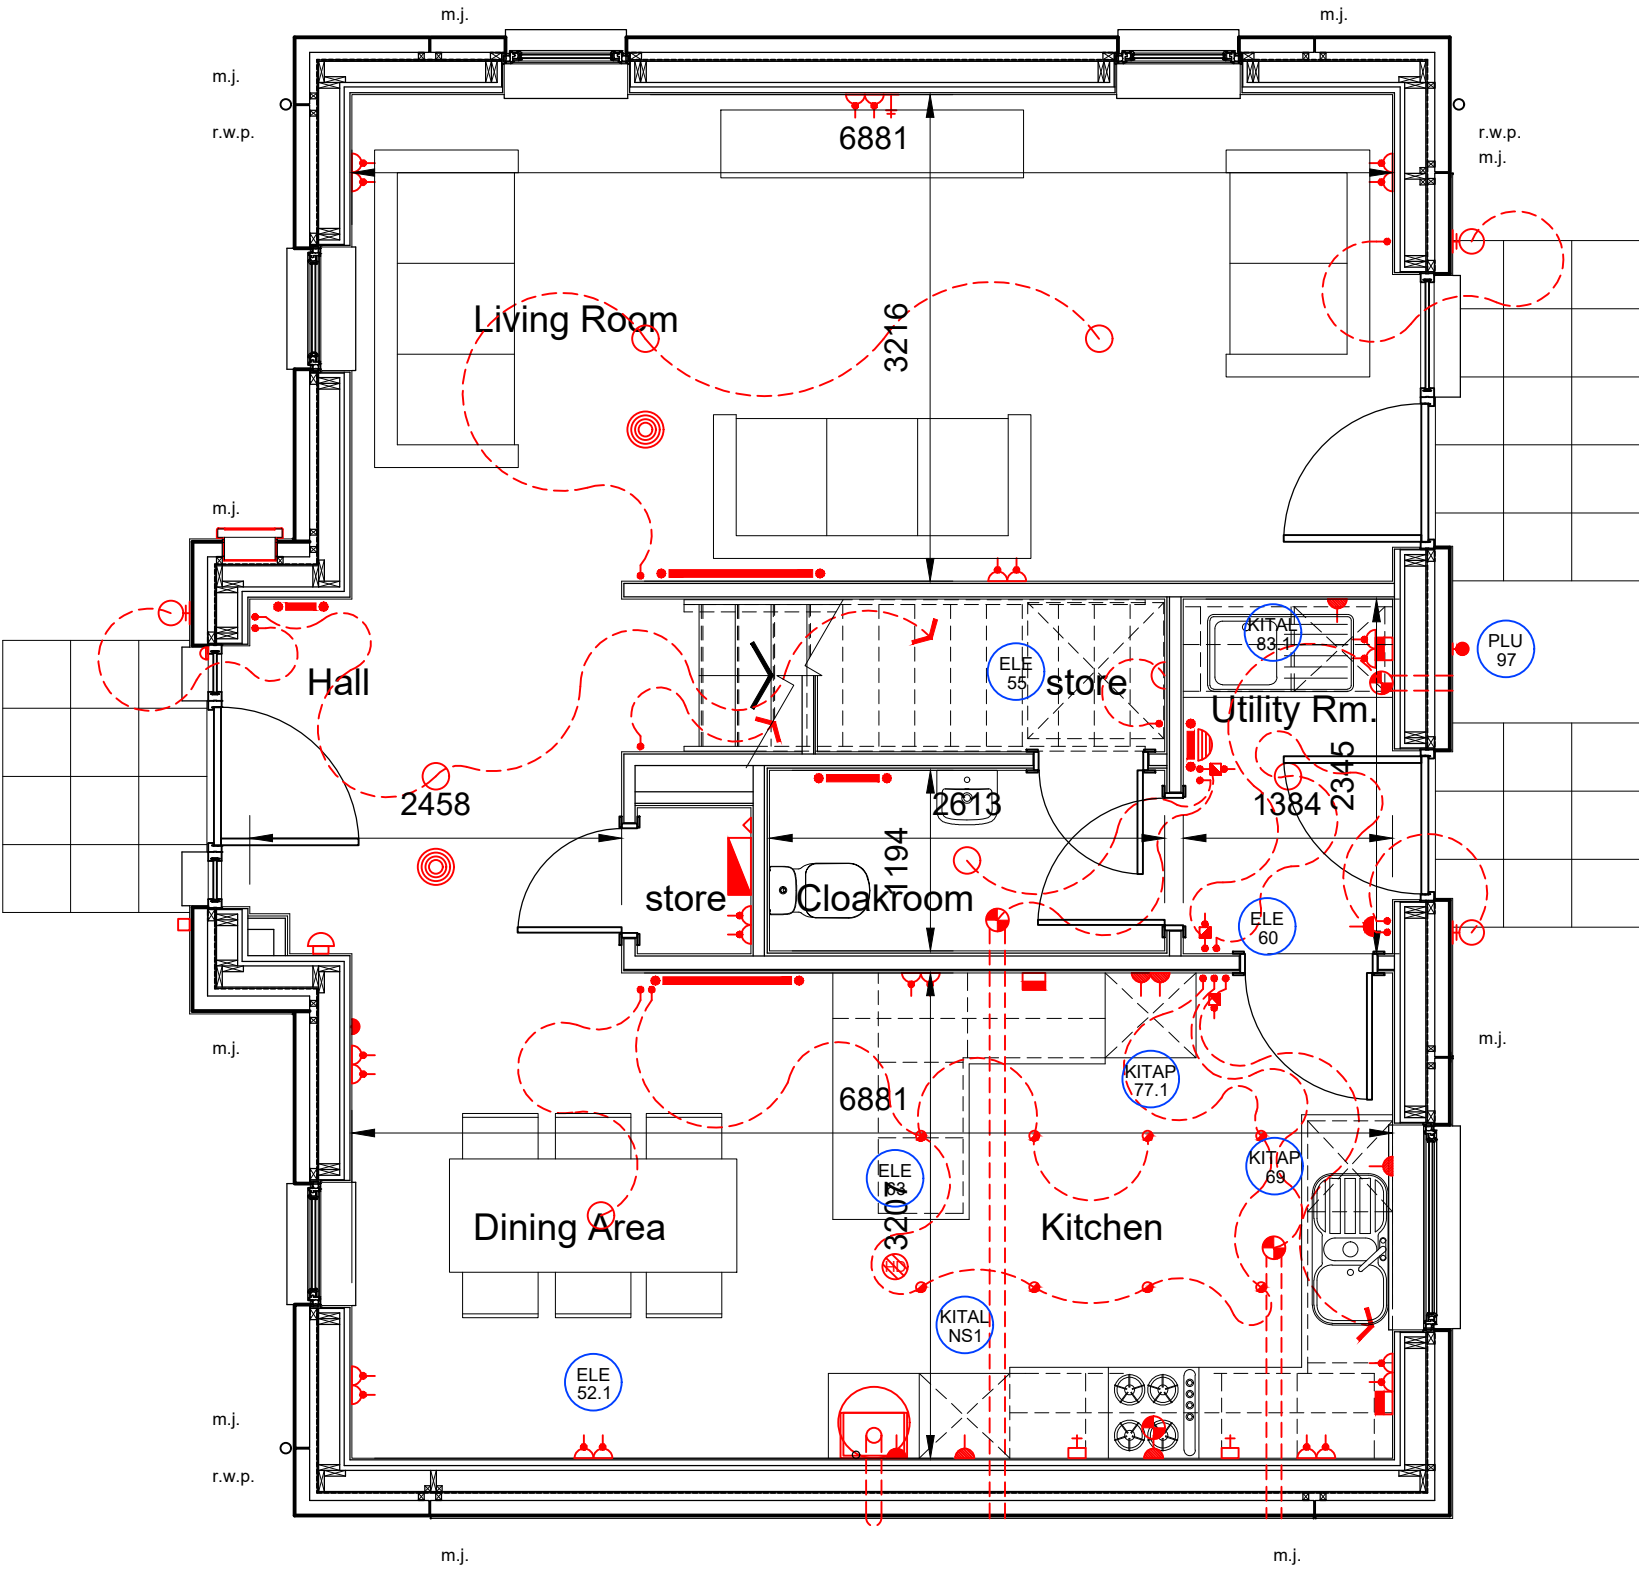 m.j.
m.j.
m.j.
r.w.p.
6881
r.w.p.
m.j.
Living Room
3216
m.j.
Hall
ELE
55
store
KITAL
83.1
Utility Rm.
PLU
97
2458
2613
1384
2345
1194
store
Cloakroom
ELE
60
m.j.
m.j.
6881
KITAP
77.1
ELE
63
KITAP
69
3207
Dining Area
Kitchen
HD
KITAL
NS1
ELE
52.1
m.j.
r.w.p.
m.j.
m.j.